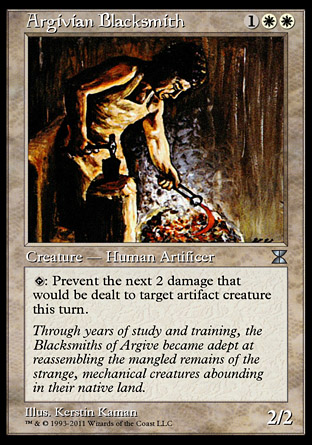 Argivian Blacksmith 1
Creature — Human Artificer
: Prevent the next 2 damage that
would be dealt to target artifact creature
this turn.
Through years of study and training, the
Blacksmiths of Argive became adept at
reassembling the mangled remains of the
strange, mechanical creatures abounding
in their native land.
Illus. Kerstin Kaman
2/2
™ & © 1993-2011 Wizards of the Coast LLC